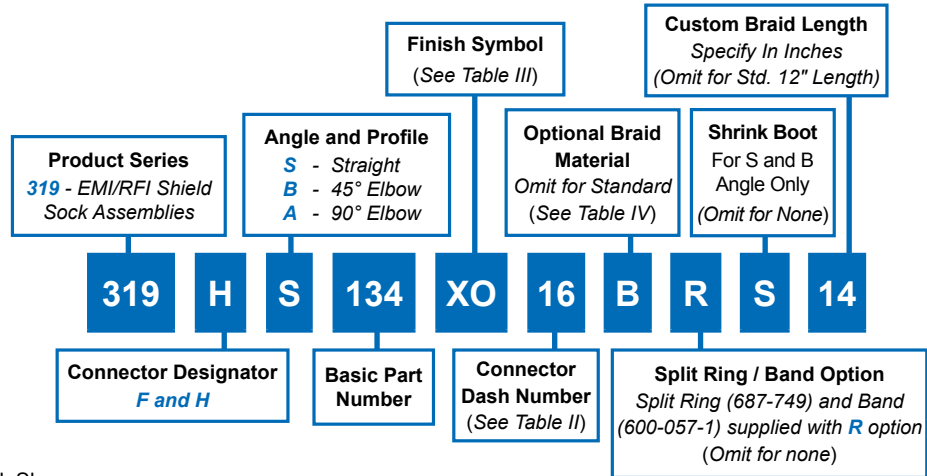 Custom Braid Length
Specify In Inches
(Omit for Std. 12" Length)
Finish Symbol
(See Table III)
Angle and Profile
S - Straight
B - 45° Elbow
A - 90° Elbow
Optional Braid
Material
Omit for Standard
(See Table IV)
Shrink Boot
For S and B
Angle Only
(Omit for None)
Product Series
319 - EMI/RFI Shield
Sock Assemblies
319 H S 134 XO 16 B R S 14
Connector Designator
F and H
Basic Part
Number
Connector
Dash Number
(See Table II)
Split Ring / Band Option
Split Ring (687-749) and Band
(600-057-1) supplied with R option
(Omit for none)